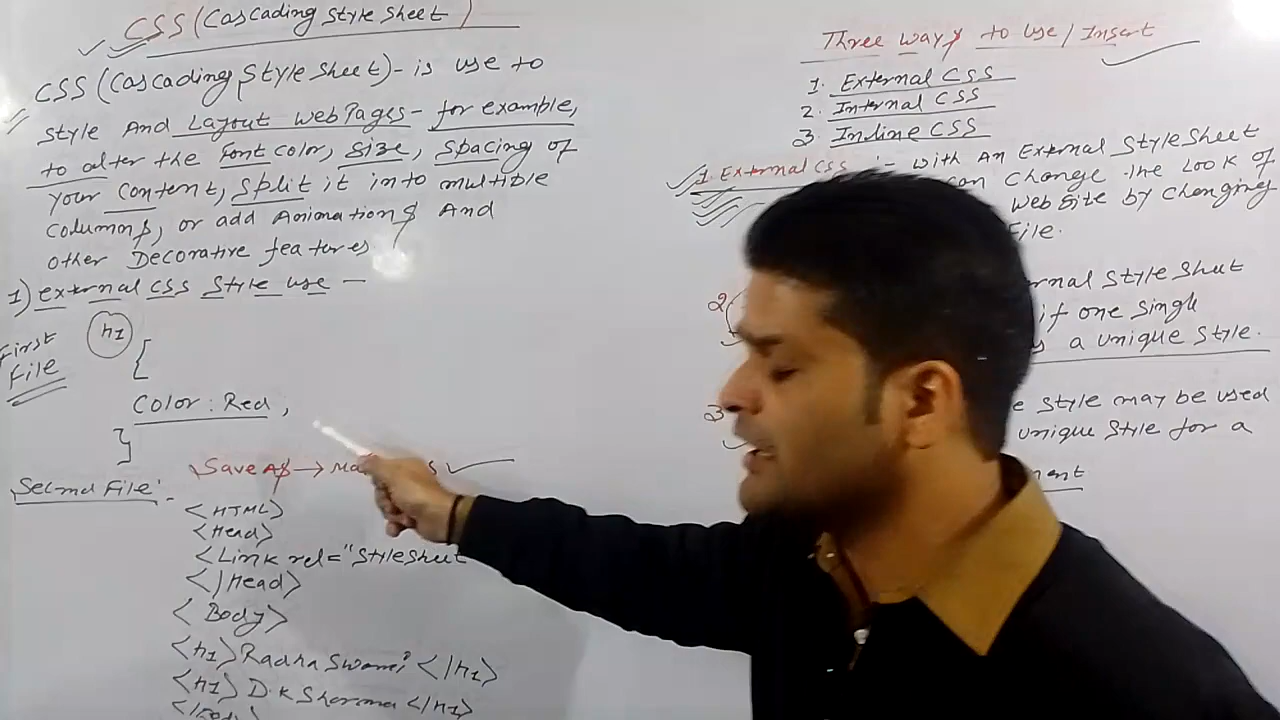 CSS (Cascading Style Sheet)
CSS (Cascading Style Sheet) - is use to
style And Layout webPages - for example,
to alter the font color, size, spacing of
your content, split it into multible
columns, or add Animations And
other Decorative feateres
1) external css style use -
First
File
h1
{
Color : Red ;
}
Save As →
Second File -
<HTML>
<Head>
<Link rel="StyleSheet
</Head>
<Body>
<h1> Radha Swami </h1>
<h1> D.K Sharma </h1>
Three ways to use/Insert
1. External CSS
2. Internal CSS
3. Inline CSS
1. External CSS :- with An External StyleSheet
can change the Look of
Web Site by changing
File.
2
if one single
a unique style.
3
style may be used
unique style for a